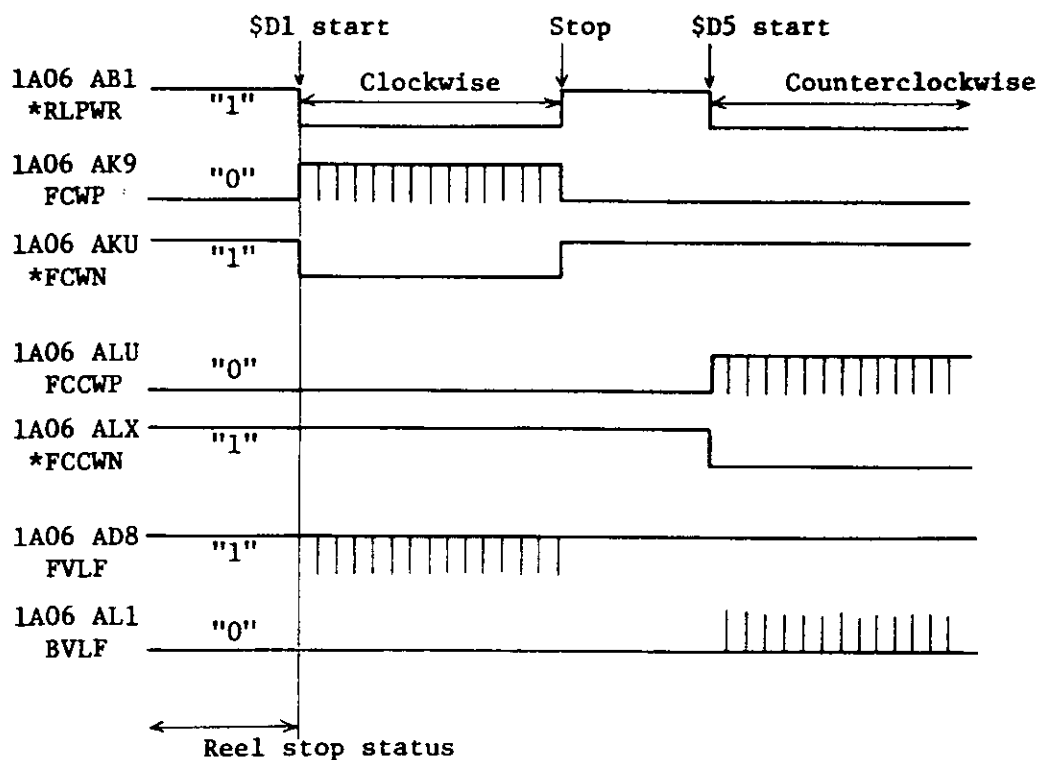 $D1 start Stop $D5 start
1A06 AB1
*RLPWR
"1"
Clockwise
Counterclockwise
1A06 AK9
FCWP
"0"
1A06 AKU
*FCWN
"1"
1A06 ALU
FCCWP
"0"
1A06 ALX
*FCCWN
"1"
1A06 AD8
FVLF
"1"
1A06 AL1
BVLF
"0"
Reel stop status